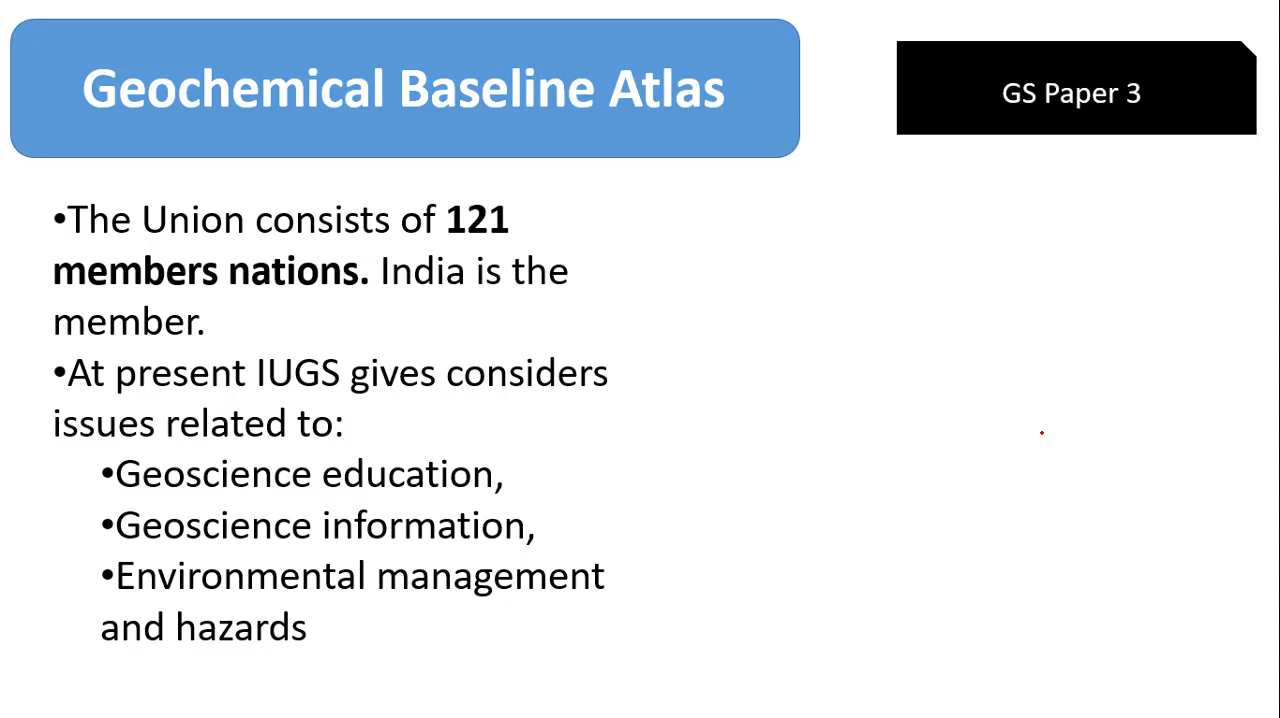 Geochemical Baseline Atlas
GS Paper 3
•The Union consists of 121
members nations. India is the
member.
•At present IUGS gives considers
issues related to:
•Geoscience education,
•Geoscience information,
•Environmental management
and hazards